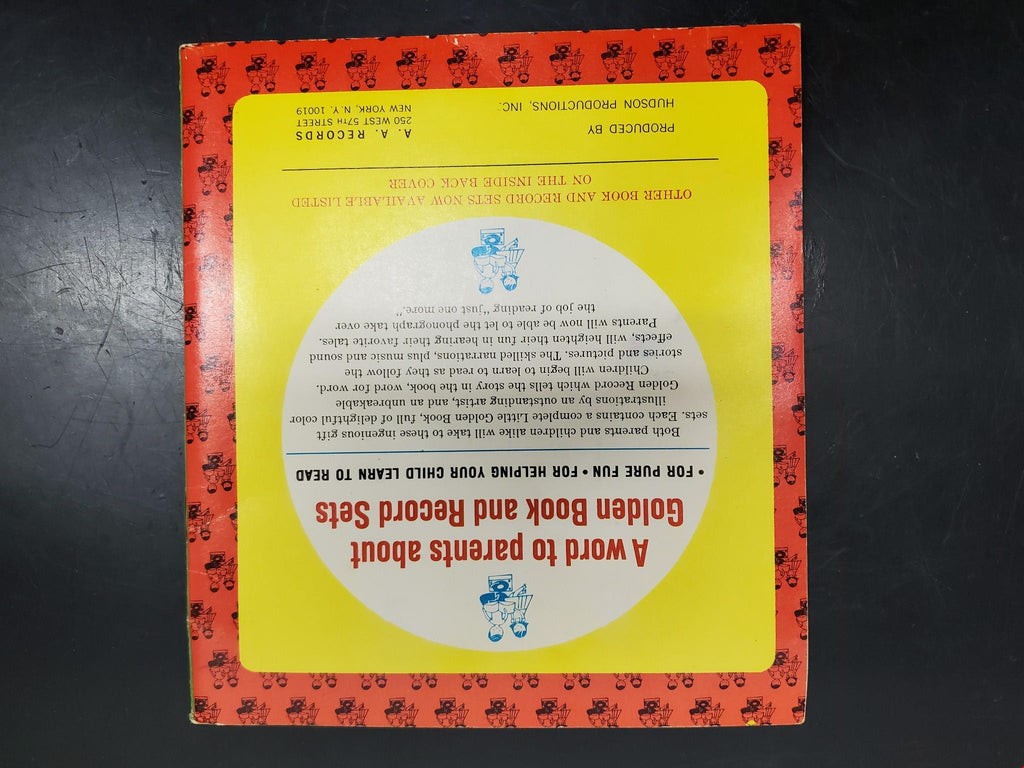 A word to parents about
Golden Book and Record Sets
• FOR PURE FUN • FOR HELPING YOUR CHILD LEARN TO READ
Both parents and children alike will take to these ingenious gift
sets. Each contains a complete Little Golden Book, full of delightful color
illustrations by an outstanding artist, and an unbreakable
Golden Record which tells the story in the book, word for word.
Children will begin to learn to read as they follow the
stories and pictures. The skilled narrations, plus music and sound
effects, will heighten their fun in hearing their favorite tales.
Parents will now be able to let the phonograph take over
the job of reading "just one more."
OTHER BOOK AND RECORD SETS NOW AVAILABLE LISTED
ON THE INSIDE BACK COVER
PRODUCED BY
HUDSON PRODUCTIONS, INC.
A. A. RECORDS
250 WEST 57TH STREET
NEW YORK, N. Y. 10019